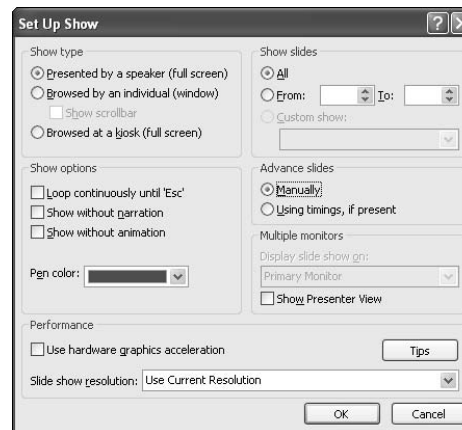 Set Up Show
Show type
Presented by a speaker (full screen)
Browsed by an individual (window)
Show scrollbar
Browsed at a kiosk (full screen)
Show slides
All
From: To:
Custom show:
Show options
Loop continuously until 'Esc'
Show without narration
Show without animation
Pen color:
Advance slides
Manually
Using timings, if present
Multiple monitors
Display slide show on:
Primary Monitor
Show Presenter View
Performance
Use hardware graphics acceleration
Tips
Slide show resolution: Use Current Resolution
OK Cancel